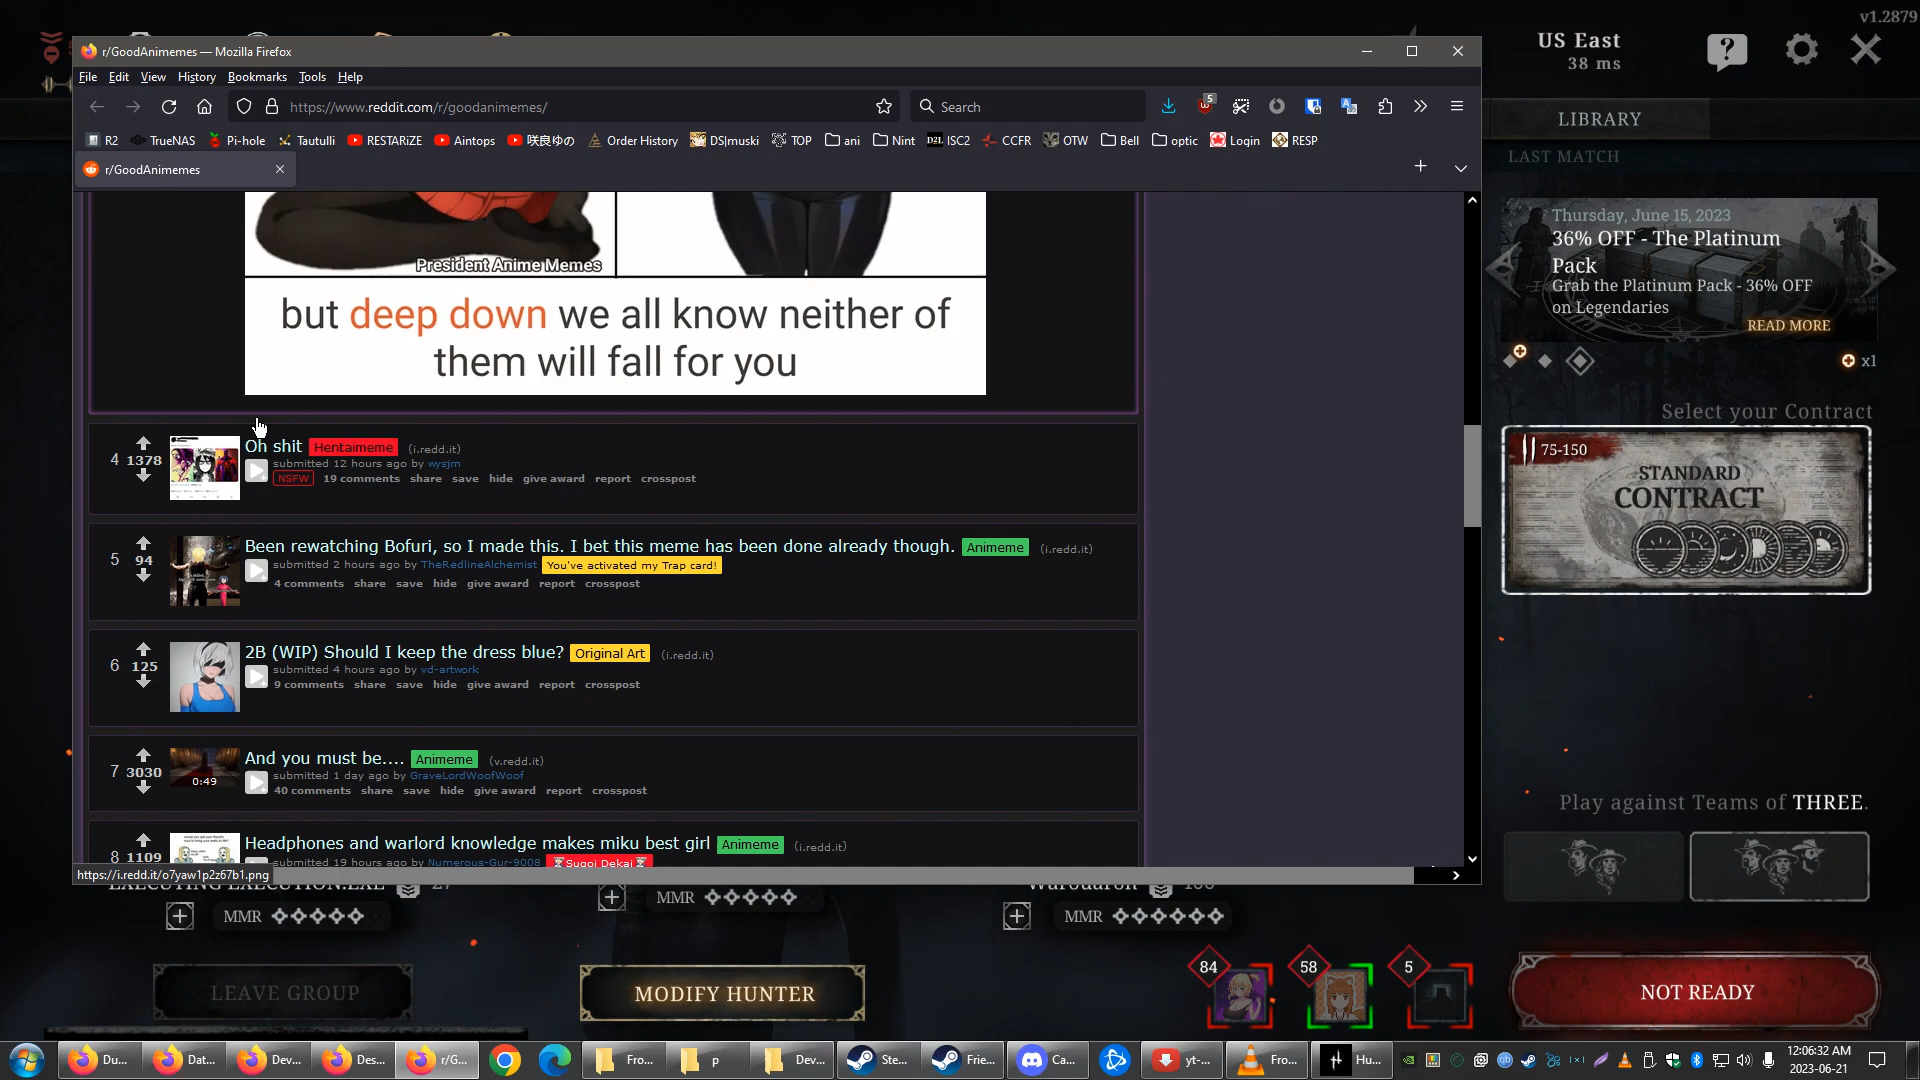 v1.2879
US East
38 ms
r/GoodAnimemes — Mozilla Firefox
File Edit View History Bookmarks Tools Help
https://www.reddit.com/r/goodanimemes/
Search
5
R2 TrueNAS Pi-hole Tautulli RESTARiZE Aintops 咲良ゆの Order History DS|muski TOP ani Nint ISC2 CCFR OTW Bell optic Login RESP
r/GoodAnimemes
LIBRARY
LAST MATCH
Thursday, June 15, 2023
36% OFF - The Platinum
Pack
Grab the Platinum Pack - 36% OFF
on Legendaries
READ MORE
x1
Select your Contract
75-150
STANDARD
CONTRACT
Play against Teams of THREE.
President Anime Memes
but deep down we all know neither of
them will fall for you
4 1378
Oh shit Hentaimeme (i.redd.it)
submitted 12 hours ago by wysjm
NSFW 19 comments share save hide give award report crosspost
5 94
Been rewatching Bofuri, so I made this. I bet this meme has been done already though. Animeme (i.redd.it)
submitted 2 hours ago by TheRedlineAlchemist You've activated my Trap card!
4 comments share save hide give award report crosspost
6 125
2B (WIP) Should I keep the dress blue? Original Art (i.redd.it)
submitted 4 hours ago by vd-artwork
9 comments share save hide give award report crosspost
7 3030
0:49
And you must be.... Animeme (v.redd.it)
submitted 1 day ago by GraveLordWoofWoof
40 comments share save hide give award report crosspost
8 1109
Headphones and warlord knowledge makes miku best girl Animeme (i.redd.it)
submitted 19 hours ago by Numerous-Gur-9008 Sugoi Dekai
https://i.redd.it/o7yaw1p2z67b1.png
EXECUTING EXECUTION.EXE
MMR
MMR
MMR
84 58 5
LEAVE GROUP
MODIFY HUNTER
NOT READY
Du... Dat... Dev... Des... r/G... Fro... p Dev... Ste... Frie... Ca... yt-... Fro... Hu...
12:06:32 AM
2023-06-21